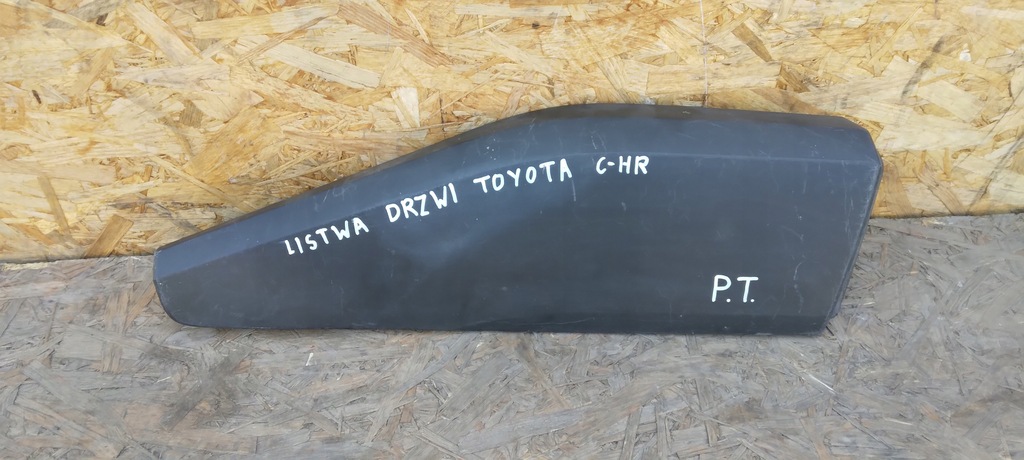 LISTWA DRZWI TOYOTA C-HR
P.T.